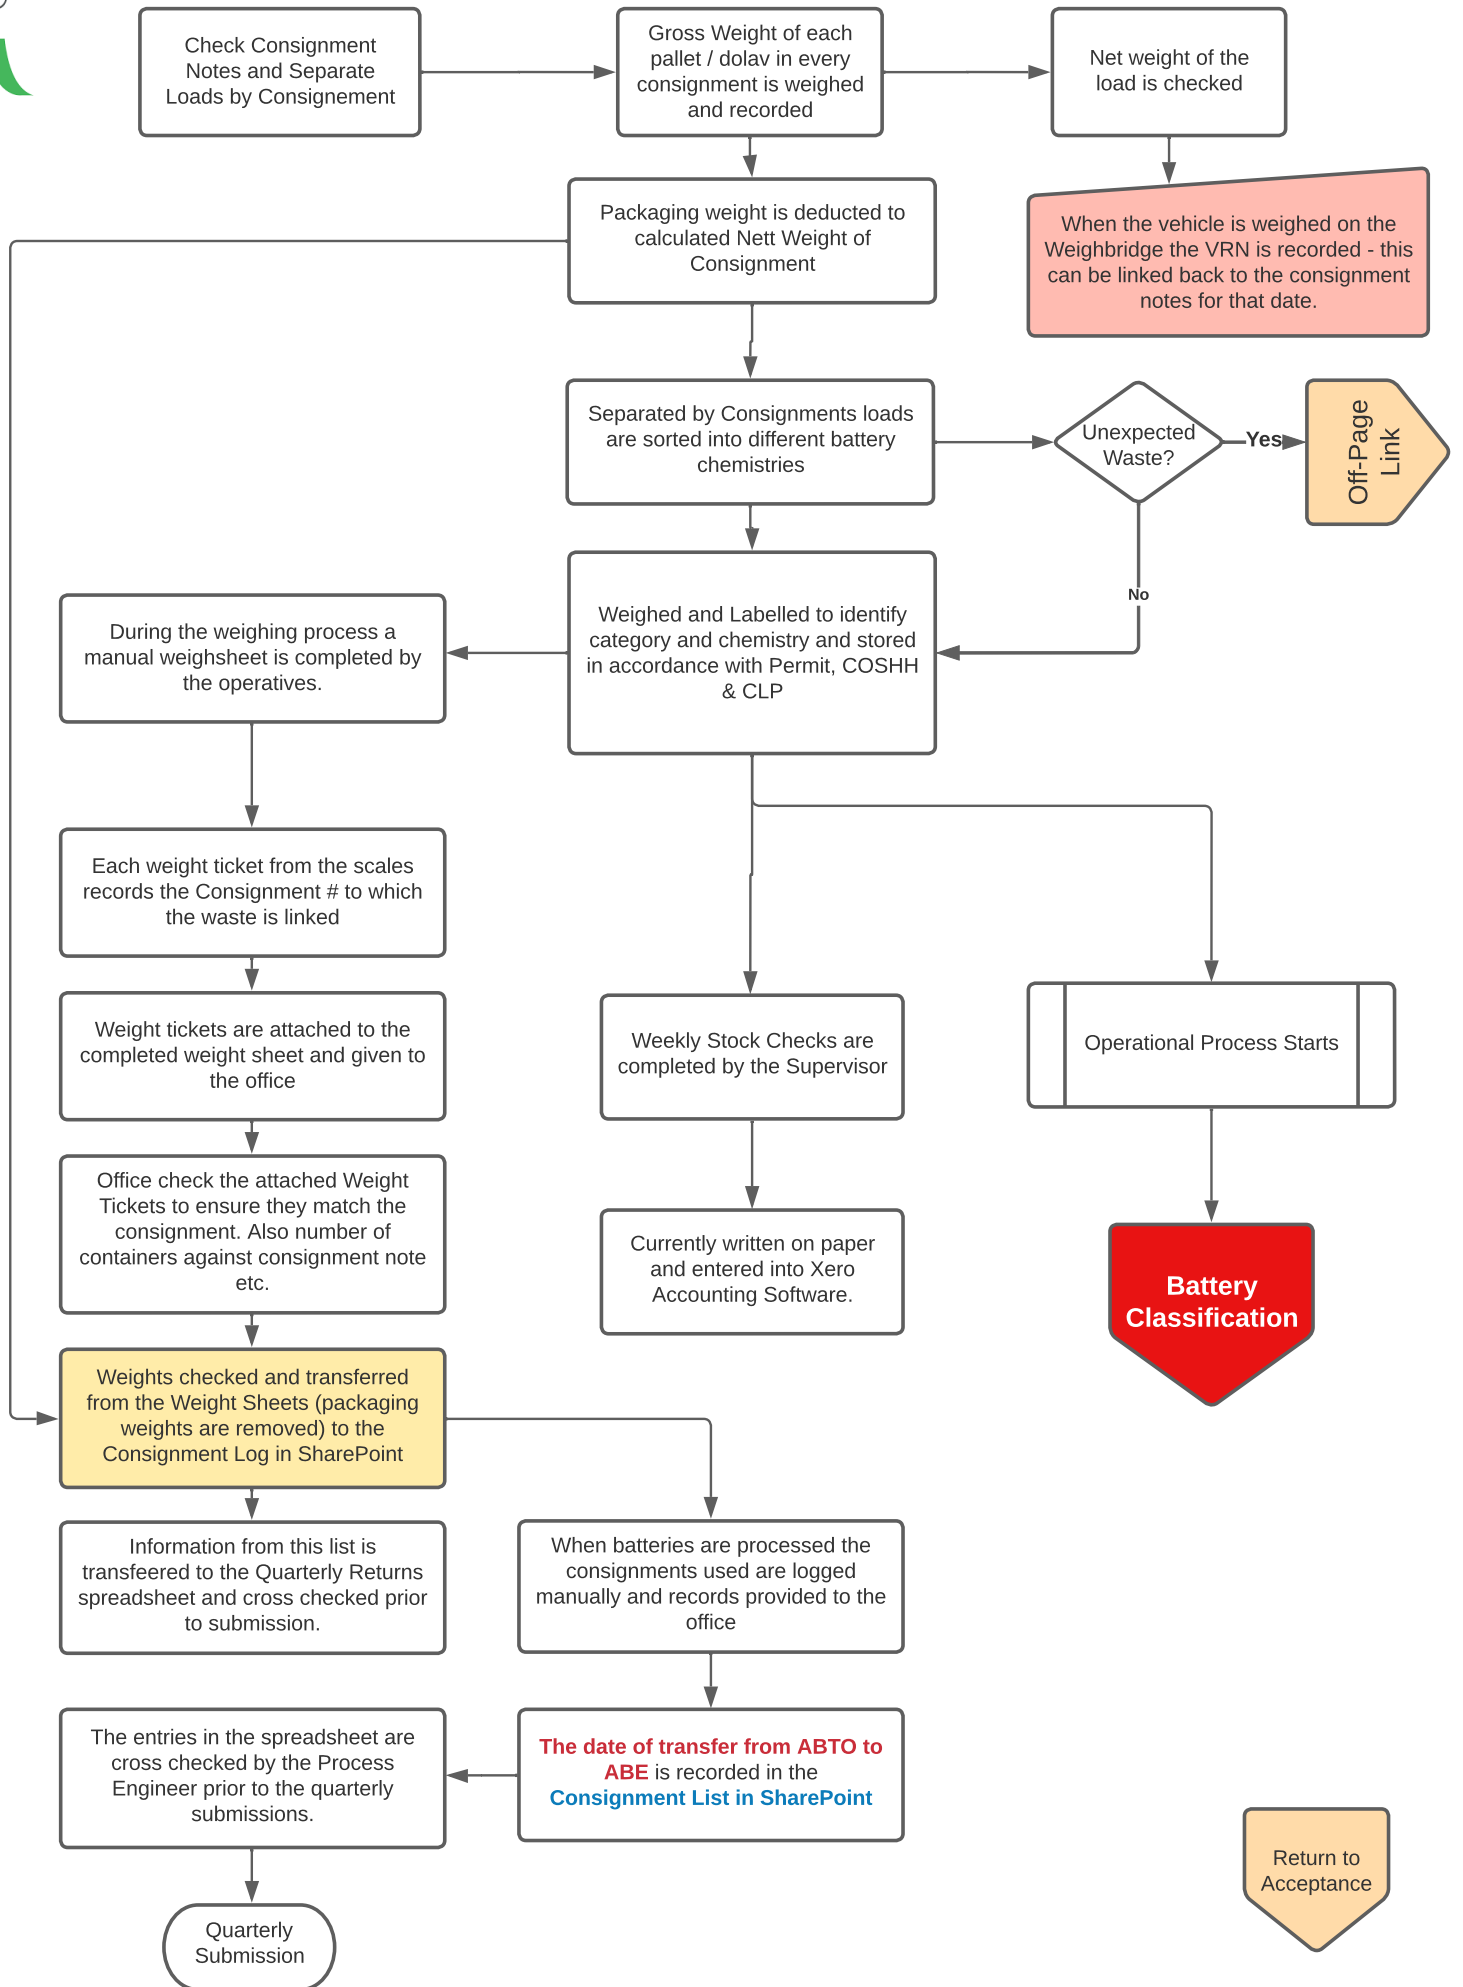 Check Consignment
Notes and Separate
Loads by Consignement
Gross Weight of each
pallet / dolav in every
consignment is weighed
and recorded
Net weight of the
load is checked
Packaging weight is deducted to
calculated Nett Weight of
Consignment
When the vehicle is weighed on the
Weighbridge the VRN is recorded - this
can be linked back to the consignment
notes for that date.
Separated by Consignments loads
are sorted into different battery
chemistries
Unexpected
Waste?
Yes
Off-Page
Link
No
Weighed and Labelled to identify
category and chemistry and stored
in accordance with Permit, COSHH
& CLP
During the weighing process a
manual weighsheet is completed by
the operatives.
Each weight ticket from the scales
records the Consignment # to which
the waste is linked
Weight tickets are attached to the
completed weight sheet and given to
the office
Weekly Stock Checks are
completed by the Supervisor
Operational Process Starts
Office check the attached Weight
Tickets to ensure they match the
consignment. Also number of
containers against consignment note
etc.
Currently written on paper
and entered into Xero
Accounting Software.
Battery
Classification
Weights checked and transferred
from the Weight Sheets (packaging
weights are removed) to the
Consignment Log in SharePoint
Information from this list is
transfeered to the Quarterly Returns
spreadsheet and cross checked prior
to submission.
When batteries are processed the
consignments used are logged
manually and records provided to the
office
The entries in the spreadsheet are
cross checked by the Process
Engineer prior to the quarterly
submissions.
The date of transfer from ABTO to
ABE is recorded in the
Consignment List in SharePoint
Return to
Acceptance
Quarterly
Submission